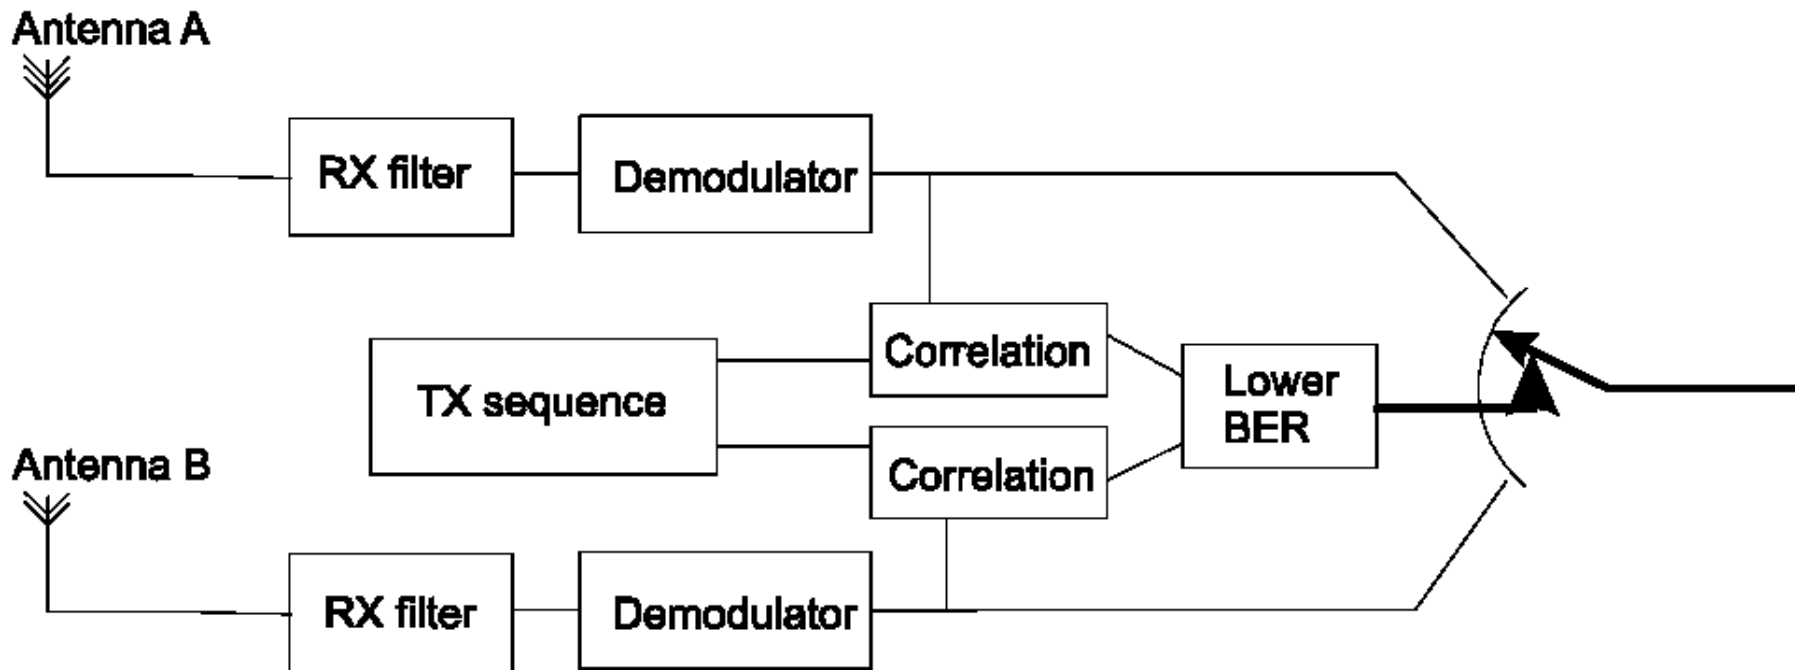 Antenna A
RX filter
Demodulator
Correlation
TX sequence
Lower
BER
Correlation
Antenna B
RX filter
Demodulator